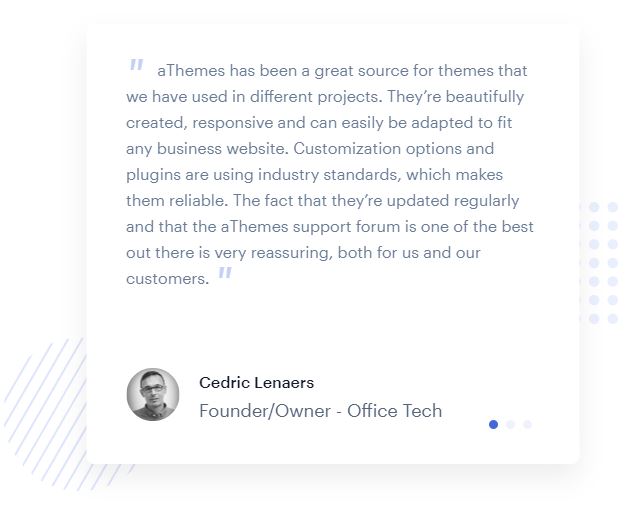 " aThemes has been a great source for themes that
we have used in different projects. They’re beautifully
created, responsive and can easily be adapted to fit
any business website. Customization options and
plugins are using industry standards, which makes
them reliable. The fact that they’re updated regularly
and that the aThemes support forum is one of the best
out there is very reassuring, both for us and our
customers. "
Cedric Lenaers
Founder/Owner - Office Tech